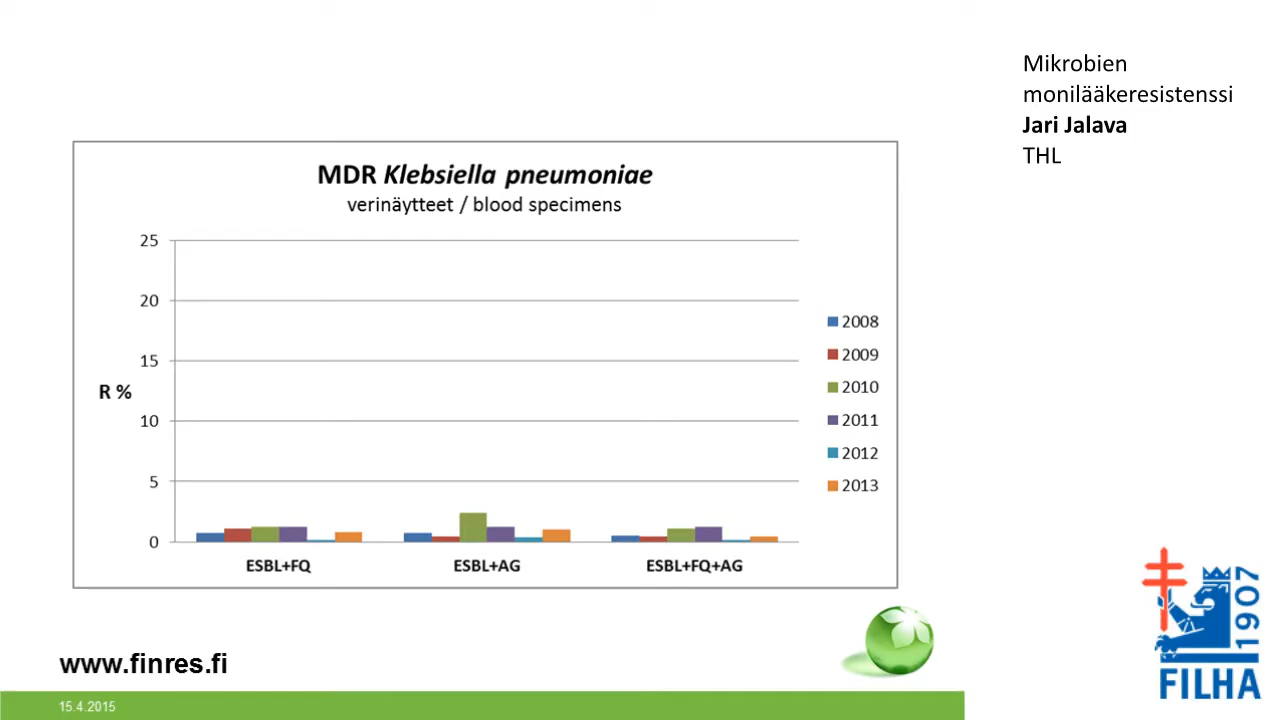 Mikrobien
monilääkeresistenssi
Jari Jalava
THL
MDR Klebsiella pneumoniae
verinäytteet / blood specimens
25
20
15
R %
10
5
0
2008
2009
2010
2011
2012
2013
ESBL+FQ
ESBL+AG
ESBL+FQ+AG
www.finres.fi
15.4.2015
1907
FILHA